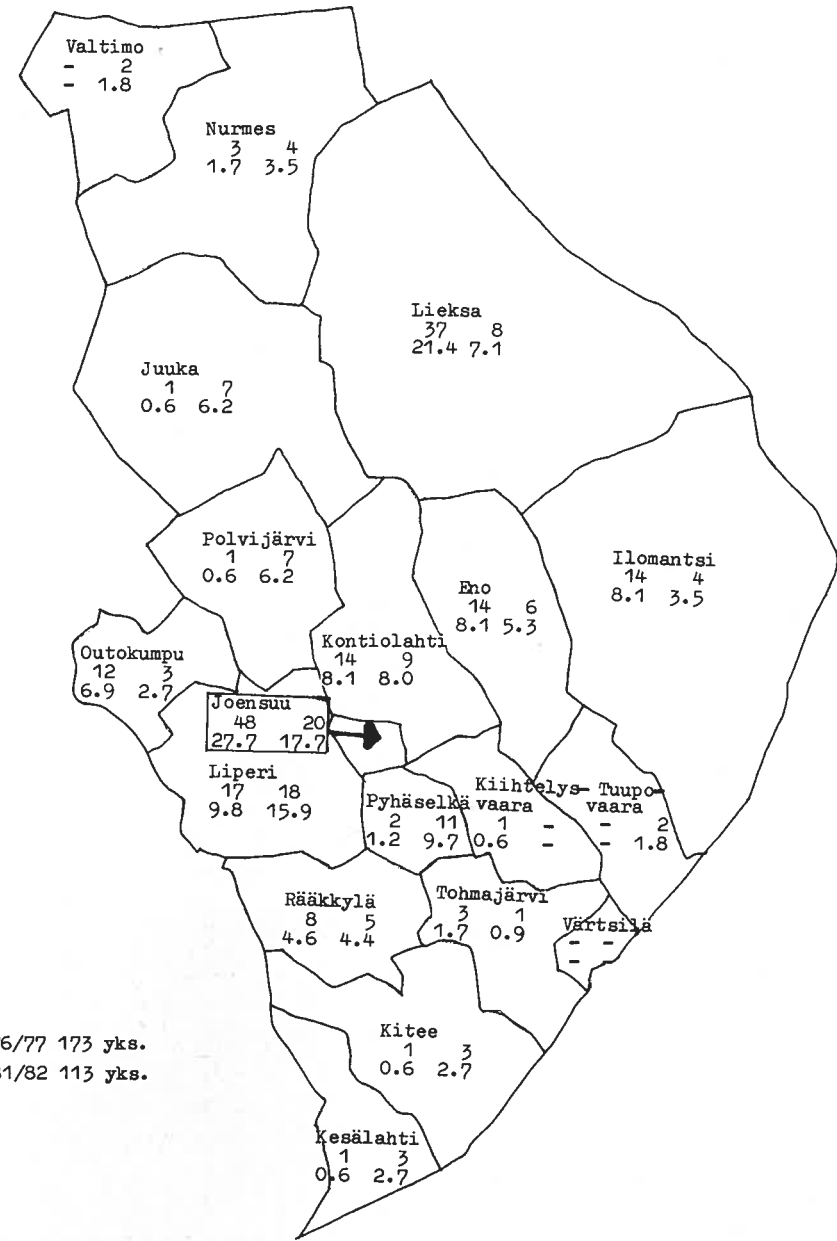 Valtimo
- 2
- 1.8
Nurmes
3 4
1.7 3.5
Lieksa
37 8
21.4 7.1
Juuka
1 7
0.6 6.2
Polvijärvi
1 7
0.6 6.2
Ilomantsi
14 4
8.1 3.5
Eno
14 6
8.1 5.3
Kontiolahti
14 9
8.1 8.0
Outokumpu
12 3
6.9 2.7
Joensuu
48 20
27.7 17.7
Liperi
17 18
9.8 15.9
Pyhäselkä
2 11
1.2 9.7
Kiihtelys-
vaara
1 -
0.6 -
Tuupo-
vaara
- 2
- 1.8
Rääkkylä
8 5
4.6 4.4
Tohmajärvi
3 1
1.7 0.9
Värtsilä
- -
- -
Kitee
1 3
0.6 2.7
6/77 173 yks.
81/82 113 yks.
Kesälahti
1 3
0.6 2.7